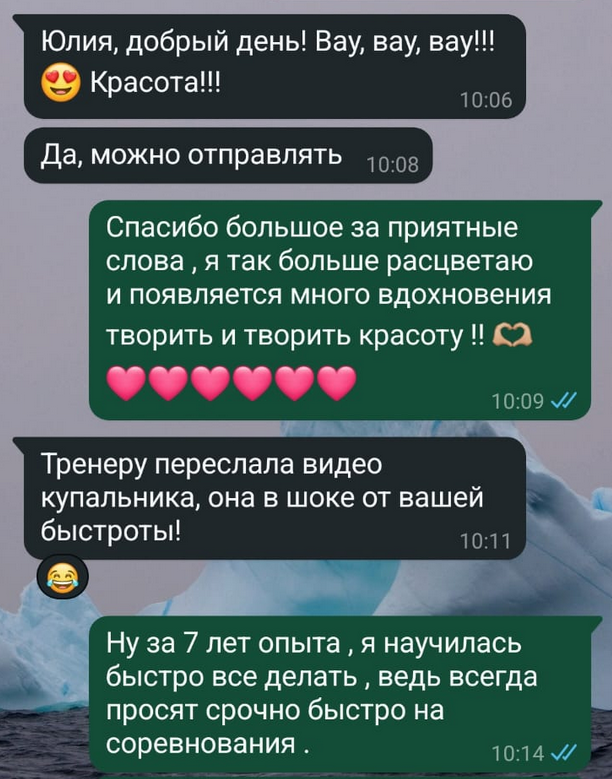 Юлия, добрый день! Вау, вау, вау!!!
😍 Красота!!!
10:06
Да, можно отправлять 10:08
Спасибо большое за приятные
слова , я так больше расцветаю
и появляется много вдохновения
творить и творить красоту !! 🫶🏼
🩷🩷🩷🩷🩷🩷
10:09
Тренеру переслала видео
купальника, она в шоке от вашей
быстроты!
10:11
😂
Ну за 7 лет опыта , я научилась
быстро все делать , ведь всегда
просят срочно быстро на
соревнования .
10:14